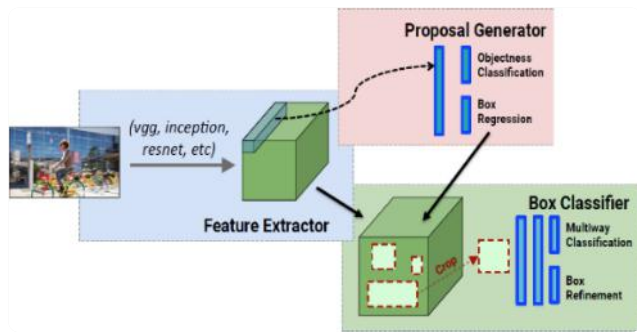 Proposal Generator
Objectness
Classification
Box
Regression
(vgg, inception,
resnet, etc)
Feature Extractor
Box Classifier
Crop
Multiway
Classification
Box
Refinement